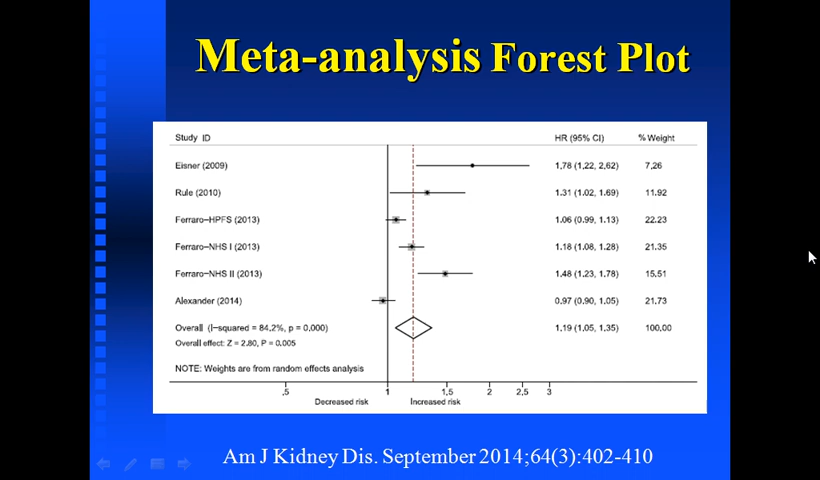 Meta-analysis Forest Plot
Study ID HR (95% CI) % Weight
Eisner (2009) 1,78 (1,22, 2,62) 7,26
Rule (2010) 1.31 (1.02, 1.69) 11.92
Ferraro−HPFS (2013) 1.06 (0.99, 1.13) 22.23
Ferraro−NHS I (2013) 1.18 (1.08, 1.28) 21.35
Ferraro−NHS II (2013) 1,48 (1,23, 1,78) 15,51
Alexander (2014) 0,97 (0,90, 1,05) 21,73
Overall (I−squared = 84,2%, p = 0,000) 1,19 (1,05, 1,35) 100,00
Overall effect: Z = 2,80, P = 0,005
NOTE: Weights are from random effects analysis
,5 1 1,5 2 2,5 3
Decreased risk Increased risk
Am J Kidney Dis. September 2014;64(3):402-410